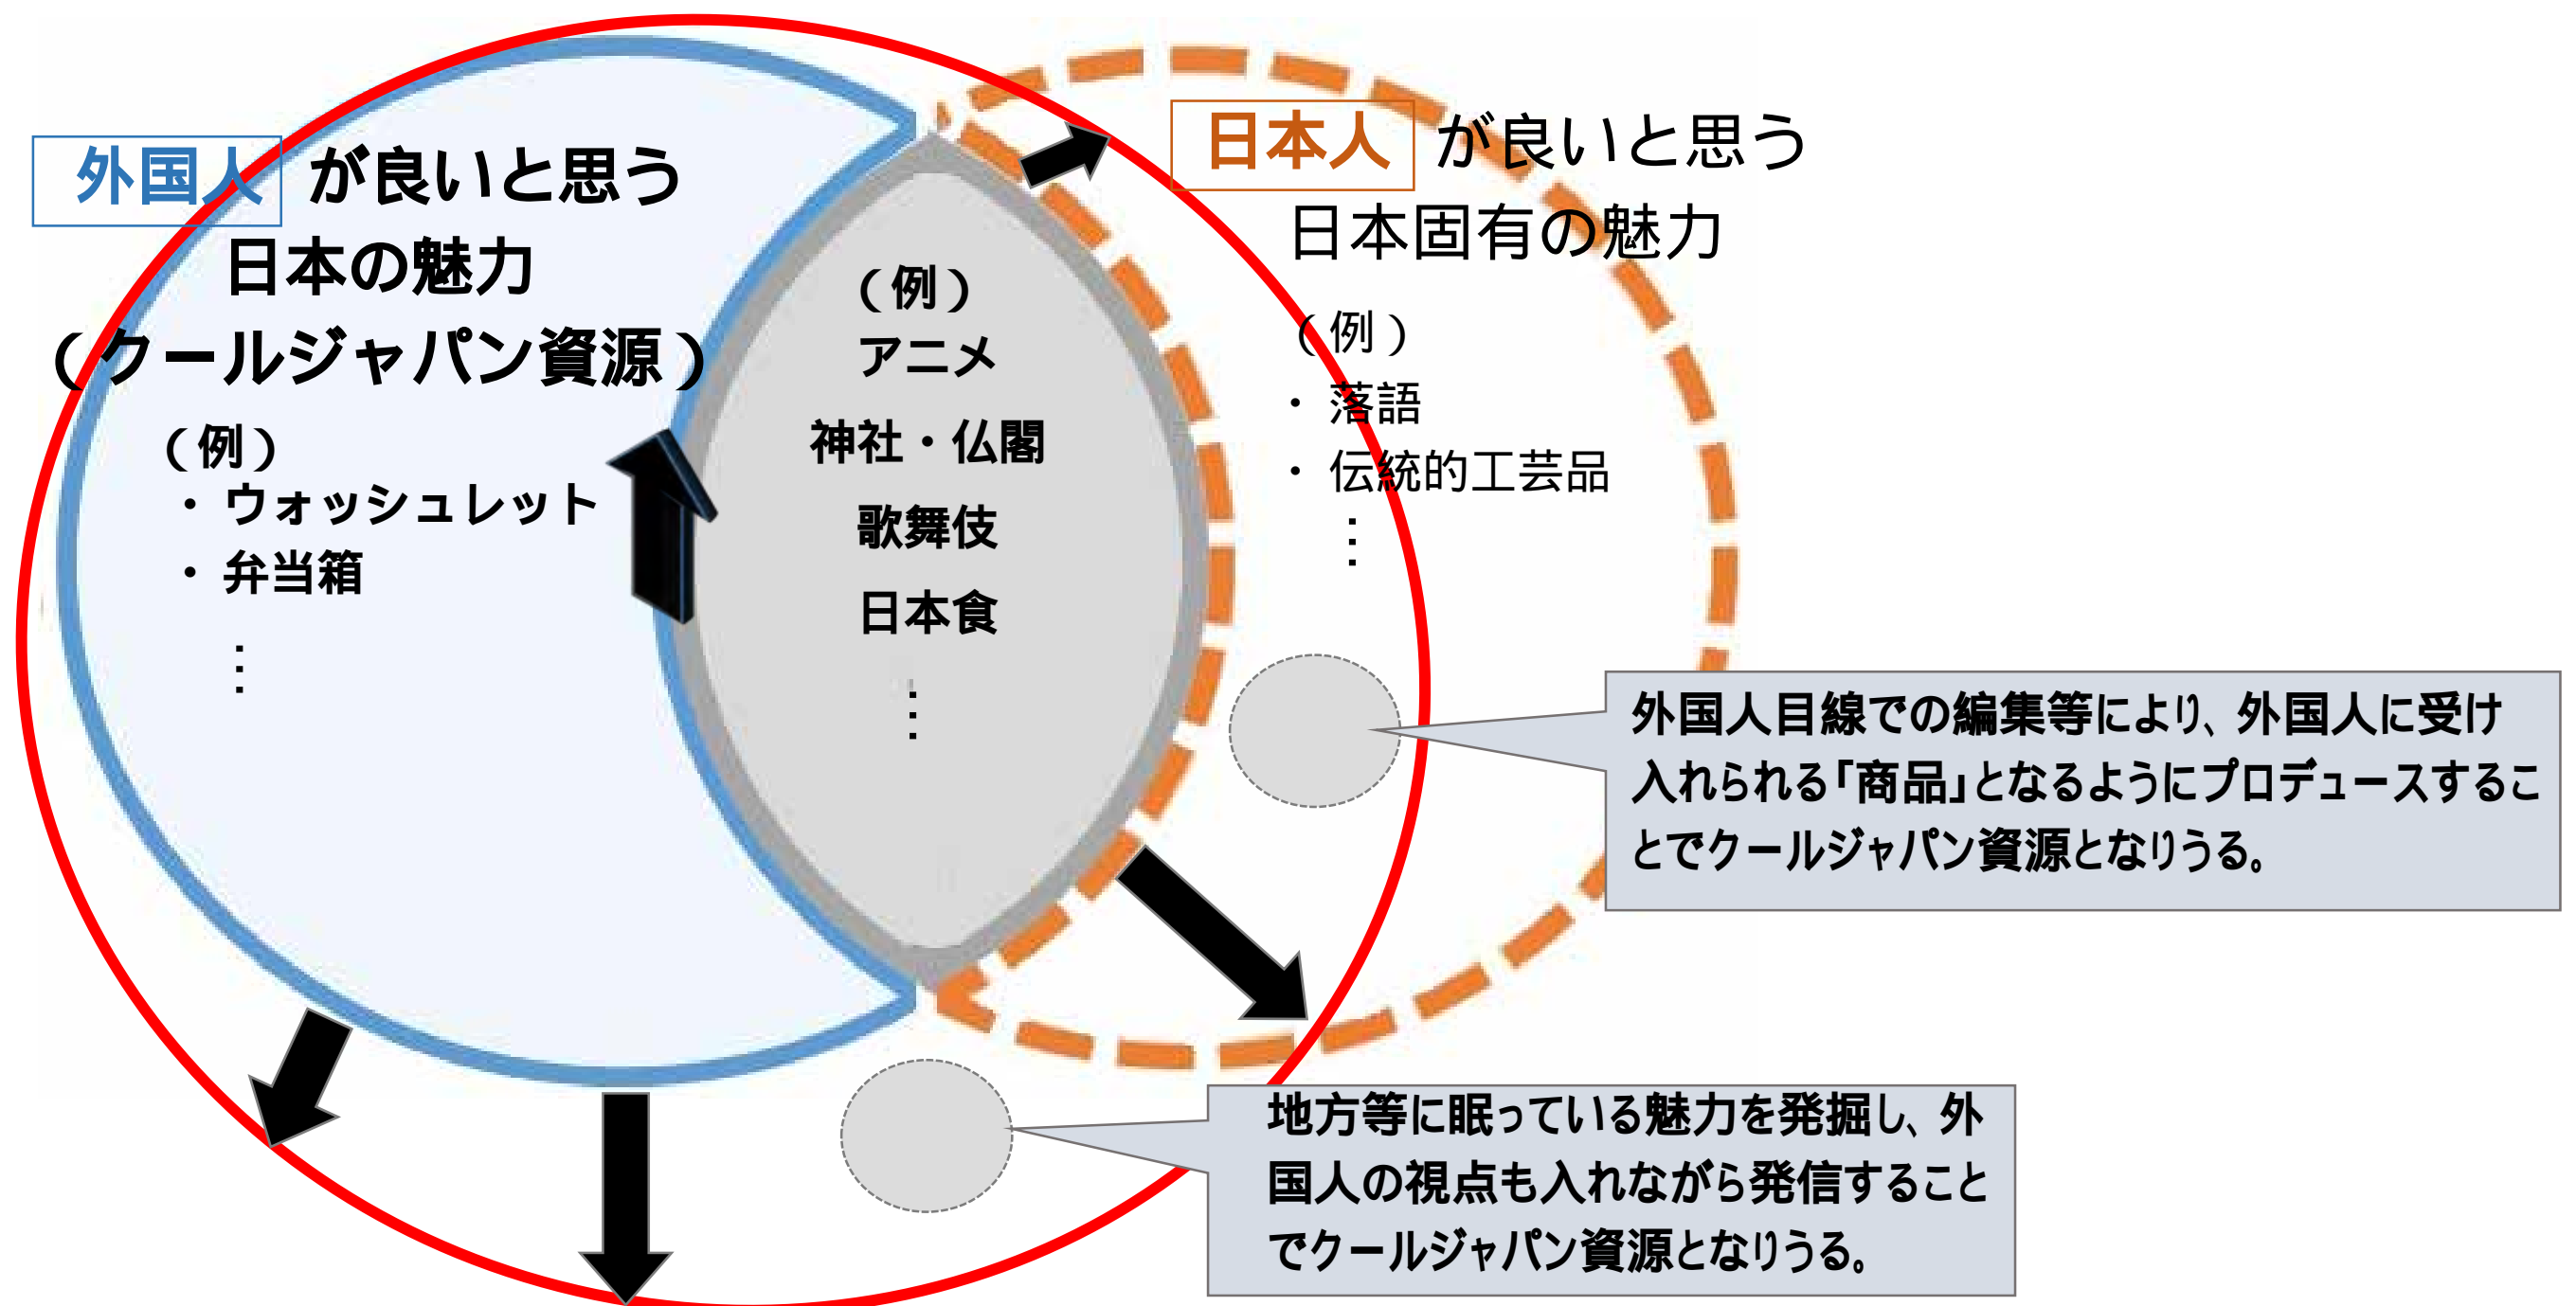 外国人 が良いと思う
日本の魅力
（クールジャパン資源）
（例）
・ウォッシュレット
・弁当箱
…
（例）
アニメ
神社・仏閣
歌舞伎
日本食
…
日本人 が良いと思う
日本固有の魅力
（例）
・落語
・伝統的工芸品
…
外国人目線での編集等により、外国人に受け
入れられる「商品」となるようにプロデュースするこ
とでクールジャパン資源となりうる。
地方等に眠っている魅力を発掘し、外
国人の視点も入れながら発信すること
でクールジャパン資源となりうる。